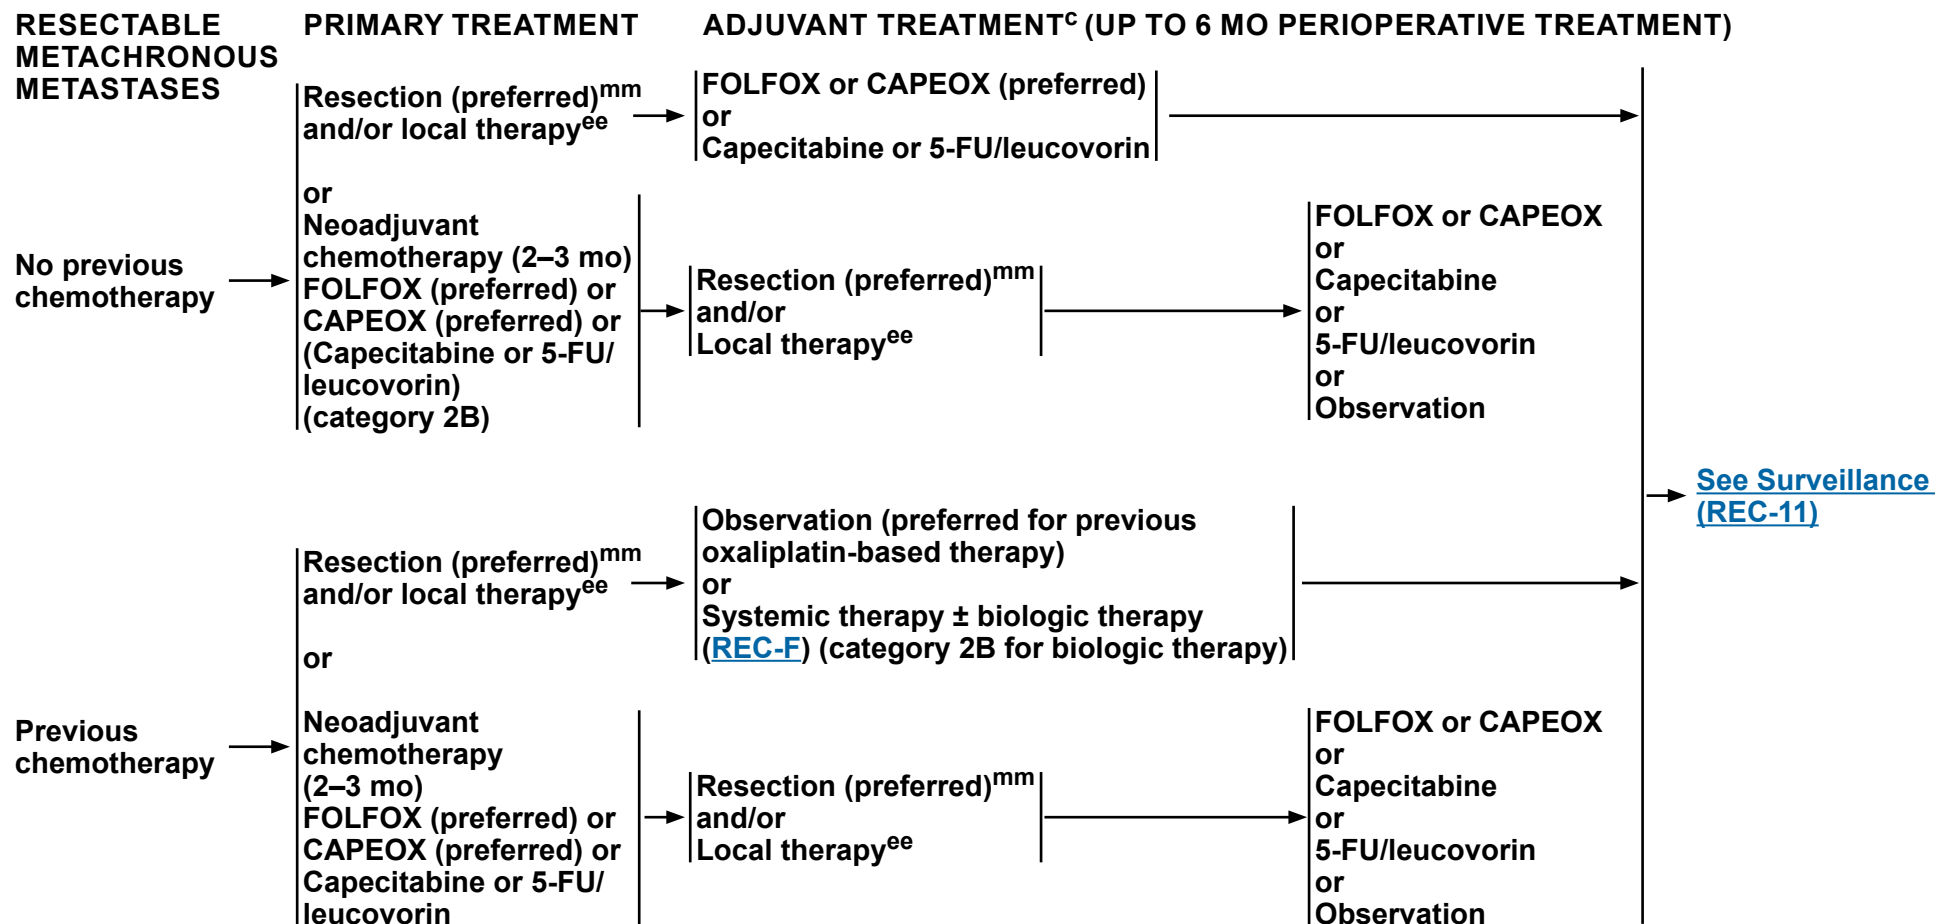 RESECTABLE
METACHRONOUS
METASTASES
PRIMARY TREATMENT
ADJUVANT TREATMENTᶜ (UP TO 6 MO PERIOPERATIVE TREATMENT)
No previous
chemotherapy
Resection (preferred)ᵐᵐ
and/or local therapyᵉᵉ
or
Neoadjuvant
chemotherapy (2–3 mo)
FOLFOX (preferred) or
CAPEOX (preferred) or
(Capecitabine or 5-FU/
leucovorin)
(category 2B)
FOLFOX or CAPEOX (preferred)
or
Capecitabine or 5-FU/leucovorin
Resection (preferred)ᵐᵐ
and/or
Local therapyᵉᵉ
FOLFOX or CAPEOX
or
Capecitabine
or
5-FU/leucovorin
or
Observation
Previous
chemotherapy
Resection (preferred)ᵐᵐ
and/or local therapyᵉᵉ
or
Neoadjuvant
chemotherapy
(2–3 mo)
FOLFOX (preferred) or
CAPEOX (preferred) or
Capecitabine or 5-FU/
leucovorin
Observation (preferred for previous
oxaliplatin-based therapy)
or
Systemic therapy ± biologic therapy
(REC-F) (category 2B for biologic therapy)
Resection (preferred)ᵐᵐ
and/or
Local therapyᵉᵉ
FOLFOX or CAPEOX
or
Capecitabine
or
5-FU/leucovorin
or
Observation
See Surveillance
(REC-11)